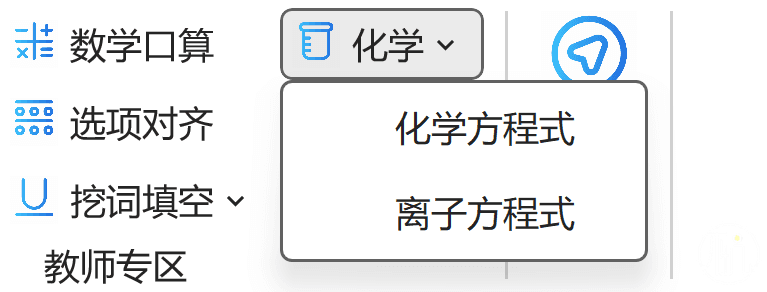 数学口算
化学
选项对齐
化学方程式
挖词填空
离子方程式
教师专区